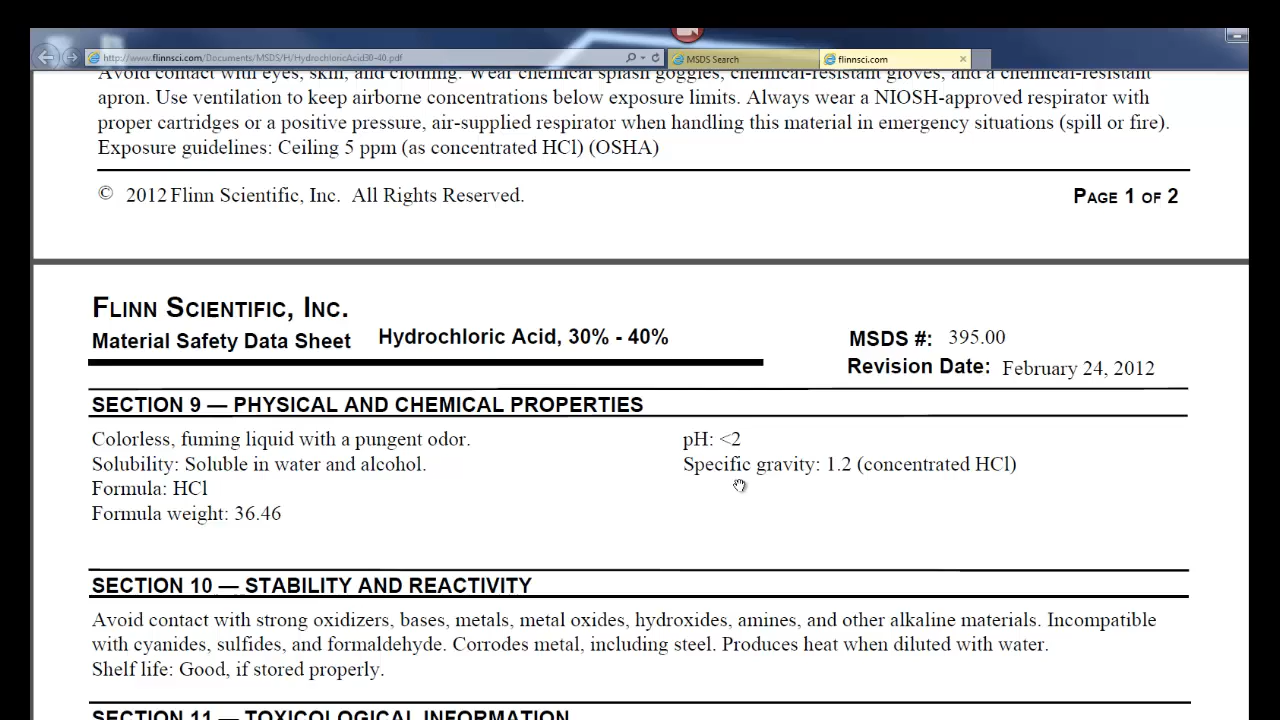 http://www.flinnsci.com/Documents/MSDS/H/HydrochloricAcid30-40.pdf
MSDS Search
flinnsci.com
Avoid contact with eyes, skin, and clothing. Wear chemical splash goggles, chemical-resistant gloves, and a chemical-resistant
apron. Use ventilation to keep airborne concentrations below exposure limits. Always wear a NIOSH-approved respirator with
proper cartridges or a positive pressure, air-supplied respirator when handling this material in emergency situations (spill or fire).
Exposure guidelines: Ceiling 5 ppm (as concentrated HCl) (OSHA)
© 2012 Flinn Scientific, Inc. All Rights Reserved.
PAGE 1 OF 2
FLINN SCIENTIFIC, INC.
Material Safety Data Sheet
Hydrochloric Acid, 30% - 40%
MSDS #: 395.00
Revision Date: February 24, 2012
SECTION 9 — PHYSICAL AND CHEMICAL PROPERTIES
Colorless, fuming liquid with a pungent odor.
Solubility: Soluble in water and alcohol.
Formula: HCl
Formula weight: 36.46
pH: <2
Specific gravity: 1.2 (concentrated HCl)
SECTION 10 — STABILITY AND REACTIVITY
Avoid contact with strong oxidizers, bases, metals, metal oxides, hydroxides, amines, and other alkaline materials. Incompatible
with cyanides, sulfides, and formaldehyde. Corrodes metal, including steel. Produces heat when diluted with water.
Shelf life: Good, if stored properly.
SECTION 11 — TOXICOLOGICAL INFORMATION